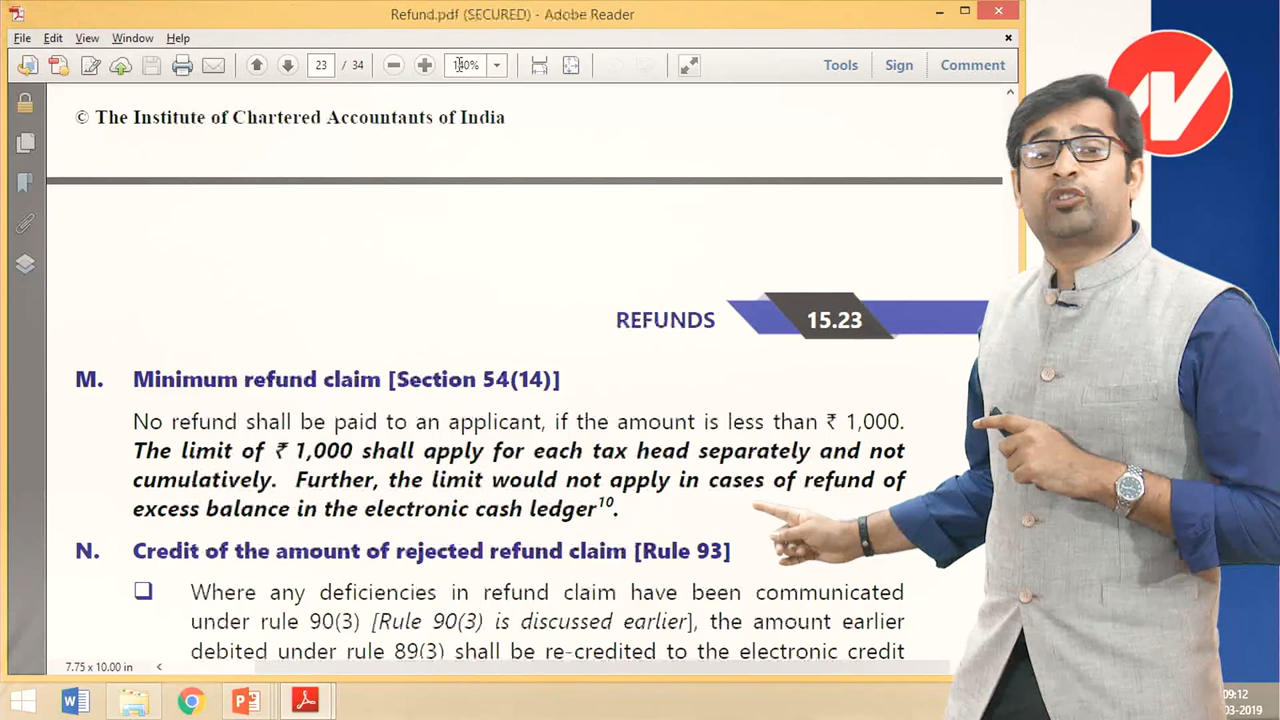 Refund.pdf (SECURED) - Adobe Reader
File Edit View Window Help
23 / 34
Tools Sign Comment
© The Institute of Chartered Accountants of India
REFUNDS 15.23
M. Minimum refund claim [Section 54(14)]
No refund shall be paid to an applicant, if the amount is less than ₹ 1,000.
The limit of ₹ 1,000 shall apply for each tax head separately and not
cumulatively. Further, the limit would not apply in cases of refund of
excess balance in the electronic cash ledger10.
N. Credit of the amount of rejected refund claim [Rule 93]
❑ Where any deficiencies in refund claim have been communicated
under rule 90(3) [Rule 90(3) is discussed earlier], the amount earlier
debited under rule 89(3) shall be re-credited to the electronic credit
7.75 x 10.00 in
09:12
03-2019